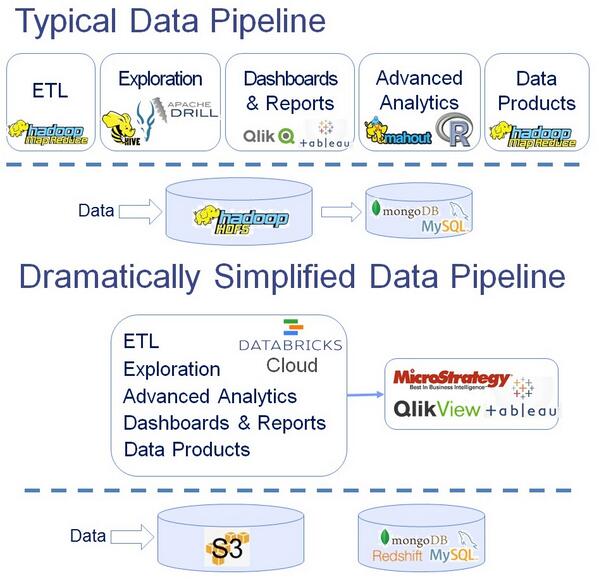 Typical Data Pipeline
ETL
hadoop
MapReduce
Exploration
HIVE
APACHE
DRILL
Dashboards
& Reports
Qlik
+ableau
Advanced
Analytics
mahout
R
Data
Products
hadoop
MapReduce
Data
hadoop
HDFS
mongoDB
MySQL
Dramatically Simplified Data Pipeline
ETL
Exploration
Advanced Analytics
Dashboards & Reports
Data Products
DATABRICKS
Cloud
MicroStrategy
Best In Business Intelligence
QlikView +ableau
Data
S3
mongoDB
Redshift MySQL